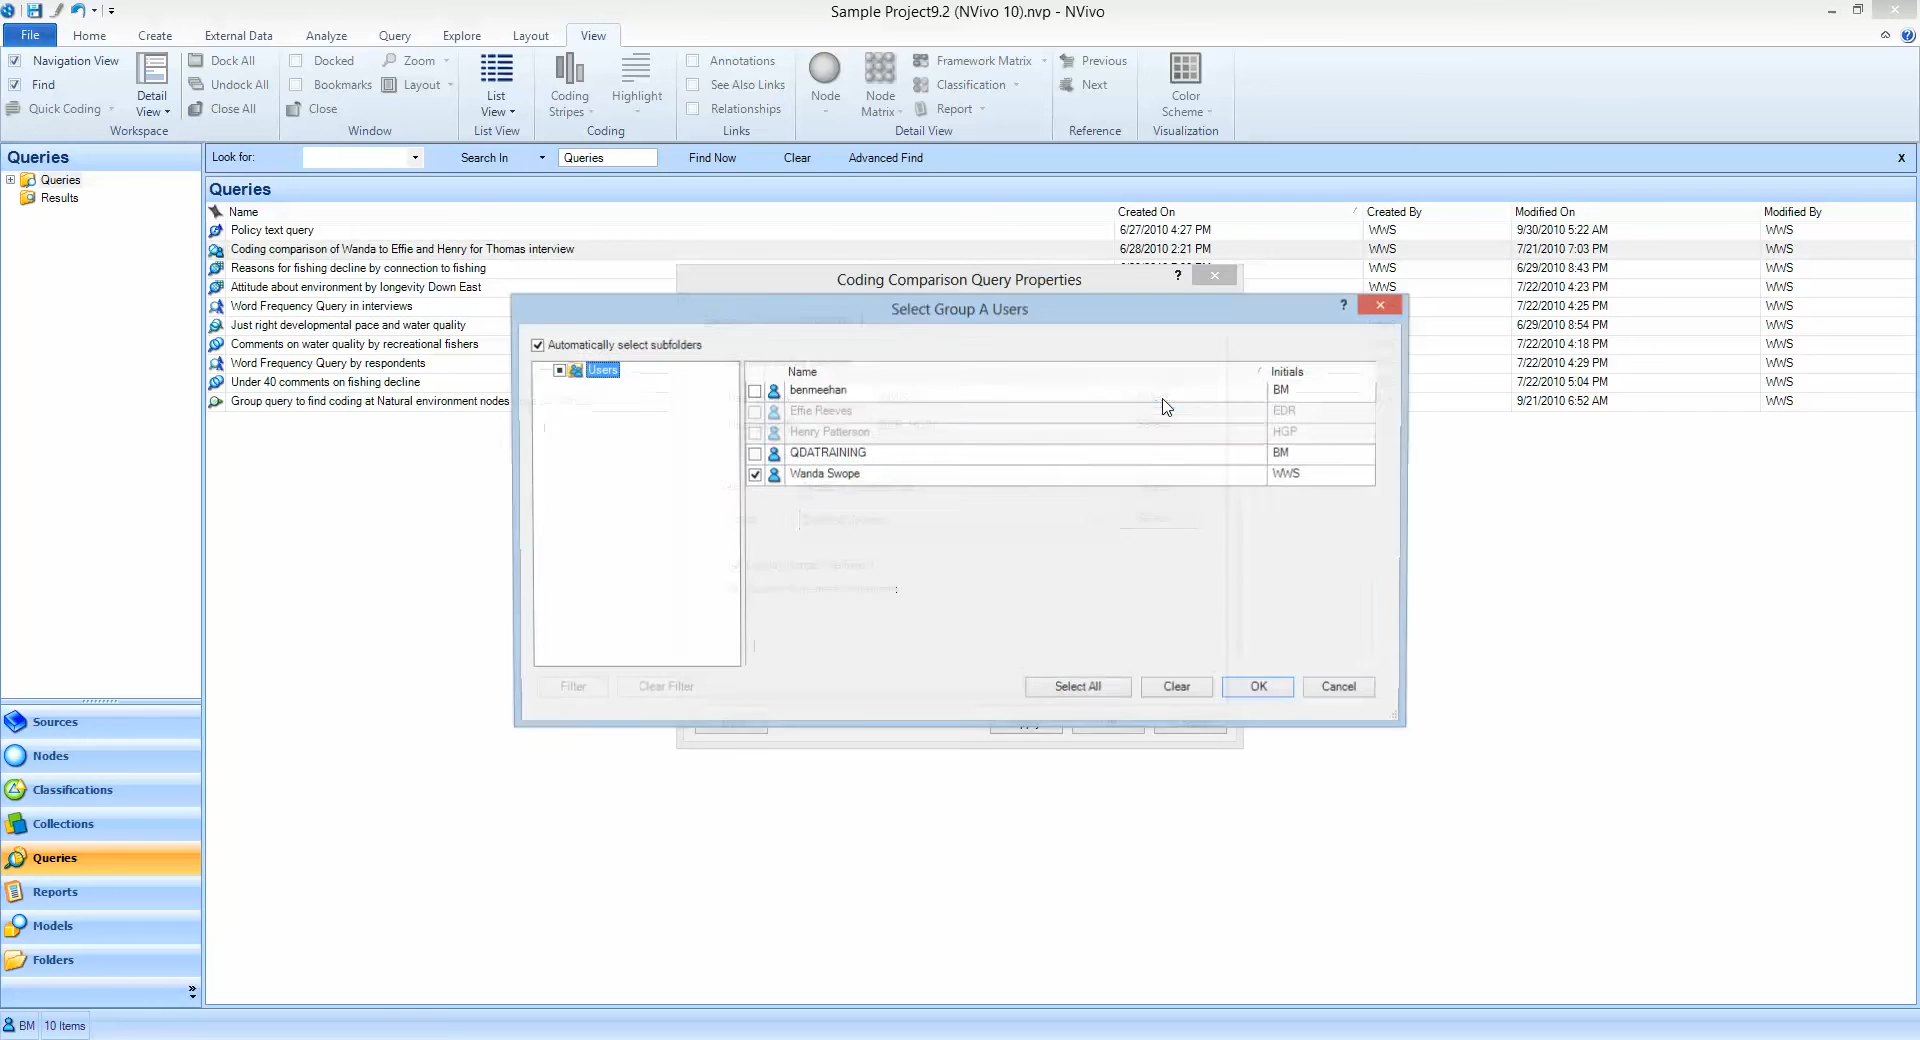 Sample Project9.2 (NVivo 10).nvp - NVivo
File Home Create External Data Analyze Query Explore Layout View
Navigation View
Find
Quick Coding
Detail
View
Workspace
Dock All
Undock All
Close All
Docked
Bookmarks
Close
Zoom
Layout
Window
List
View
List View
Coding
Stripes
Highlight
Coding
Annotations
See Also Links
Relationships
Links
Node
Node
Matrix
Framework Matrix
Classification
Report
Detail View
Previous
Next
Reference
Color
Scheme
Visualization
Queries
Queries
Results
Look for: Search In Queries Find Now Clear Advanced Find x
Queries
Name Created On Created By Modified On Modified By
Policy text query 6/27/2010 4:27 PM WWS 9/30/2010 5:22 AM WWS
Coding comparison of Wanda to Effie and Henry for Thomas interview 6/28/2010 2:21 PM WWS 7/21/2010 7:03 PM WWS
Reasons for fishing decline by connection to fishing WWS 6/29/2010 8:43 PM WWS
Attitude about environment by longevity Down East WWS 7/22/2010 4:23 PM WWS
Word Frequency Query in interviews 7/22/2010 4:25 PM WWS
Just right developmental pace and water quality 6/29/2010 8:54 PM WWS
Comments on water quality by recreational fishers 7/22/2010 4:18 PM WWS
Word Frequency Query by respondents 7/22/2010 4:29 PM WWS
Under 40 comments on fishing decline 7/22/2010 5:04 PM WWS
Group query to find coding at Natural environment nodes 9/21/2010 6:52 AM WWS
Coding Comparison Query Properties ?
Select Group A Users ?
Automatically select subfolders
Users
Name Initials
benmeehan BM
Effie Reeves EDR
Henry Patterson HGP
QDATRAINING BM
Wanda Swope WWS
Filter Clear Filter Select All Clear OK Cancel
Sources
Nodes
Classifications
Collections
Queries
Reports
Models
Folders
BM 10 Items